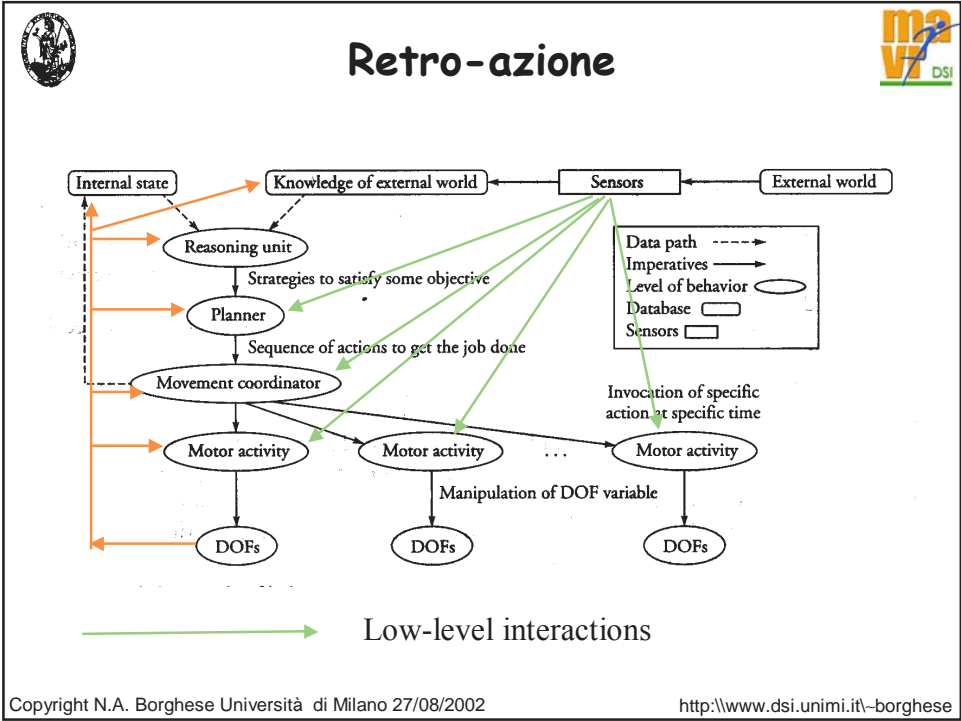 Retro-azione
mavi DSI
Internal state
Knowledge of external world
Sensors
External world
Reasoning unit
Data path
Imperatives
Level of behavior
Database
Sensors
Strategies to satisfy some objective
Planner
Sequence of actions to get the job done
Movement coordinator
Invocation of specific
action at specific time
Motor activity
Motor activity
...
Motor activity
Manipulation of DOF variable
DOFs
DOFs
DOFs
Low-level interactions
Copyright N.A. Borghese Università di Milano 27/08/2002
http:\\www.dsi.unimi.it\~borghese